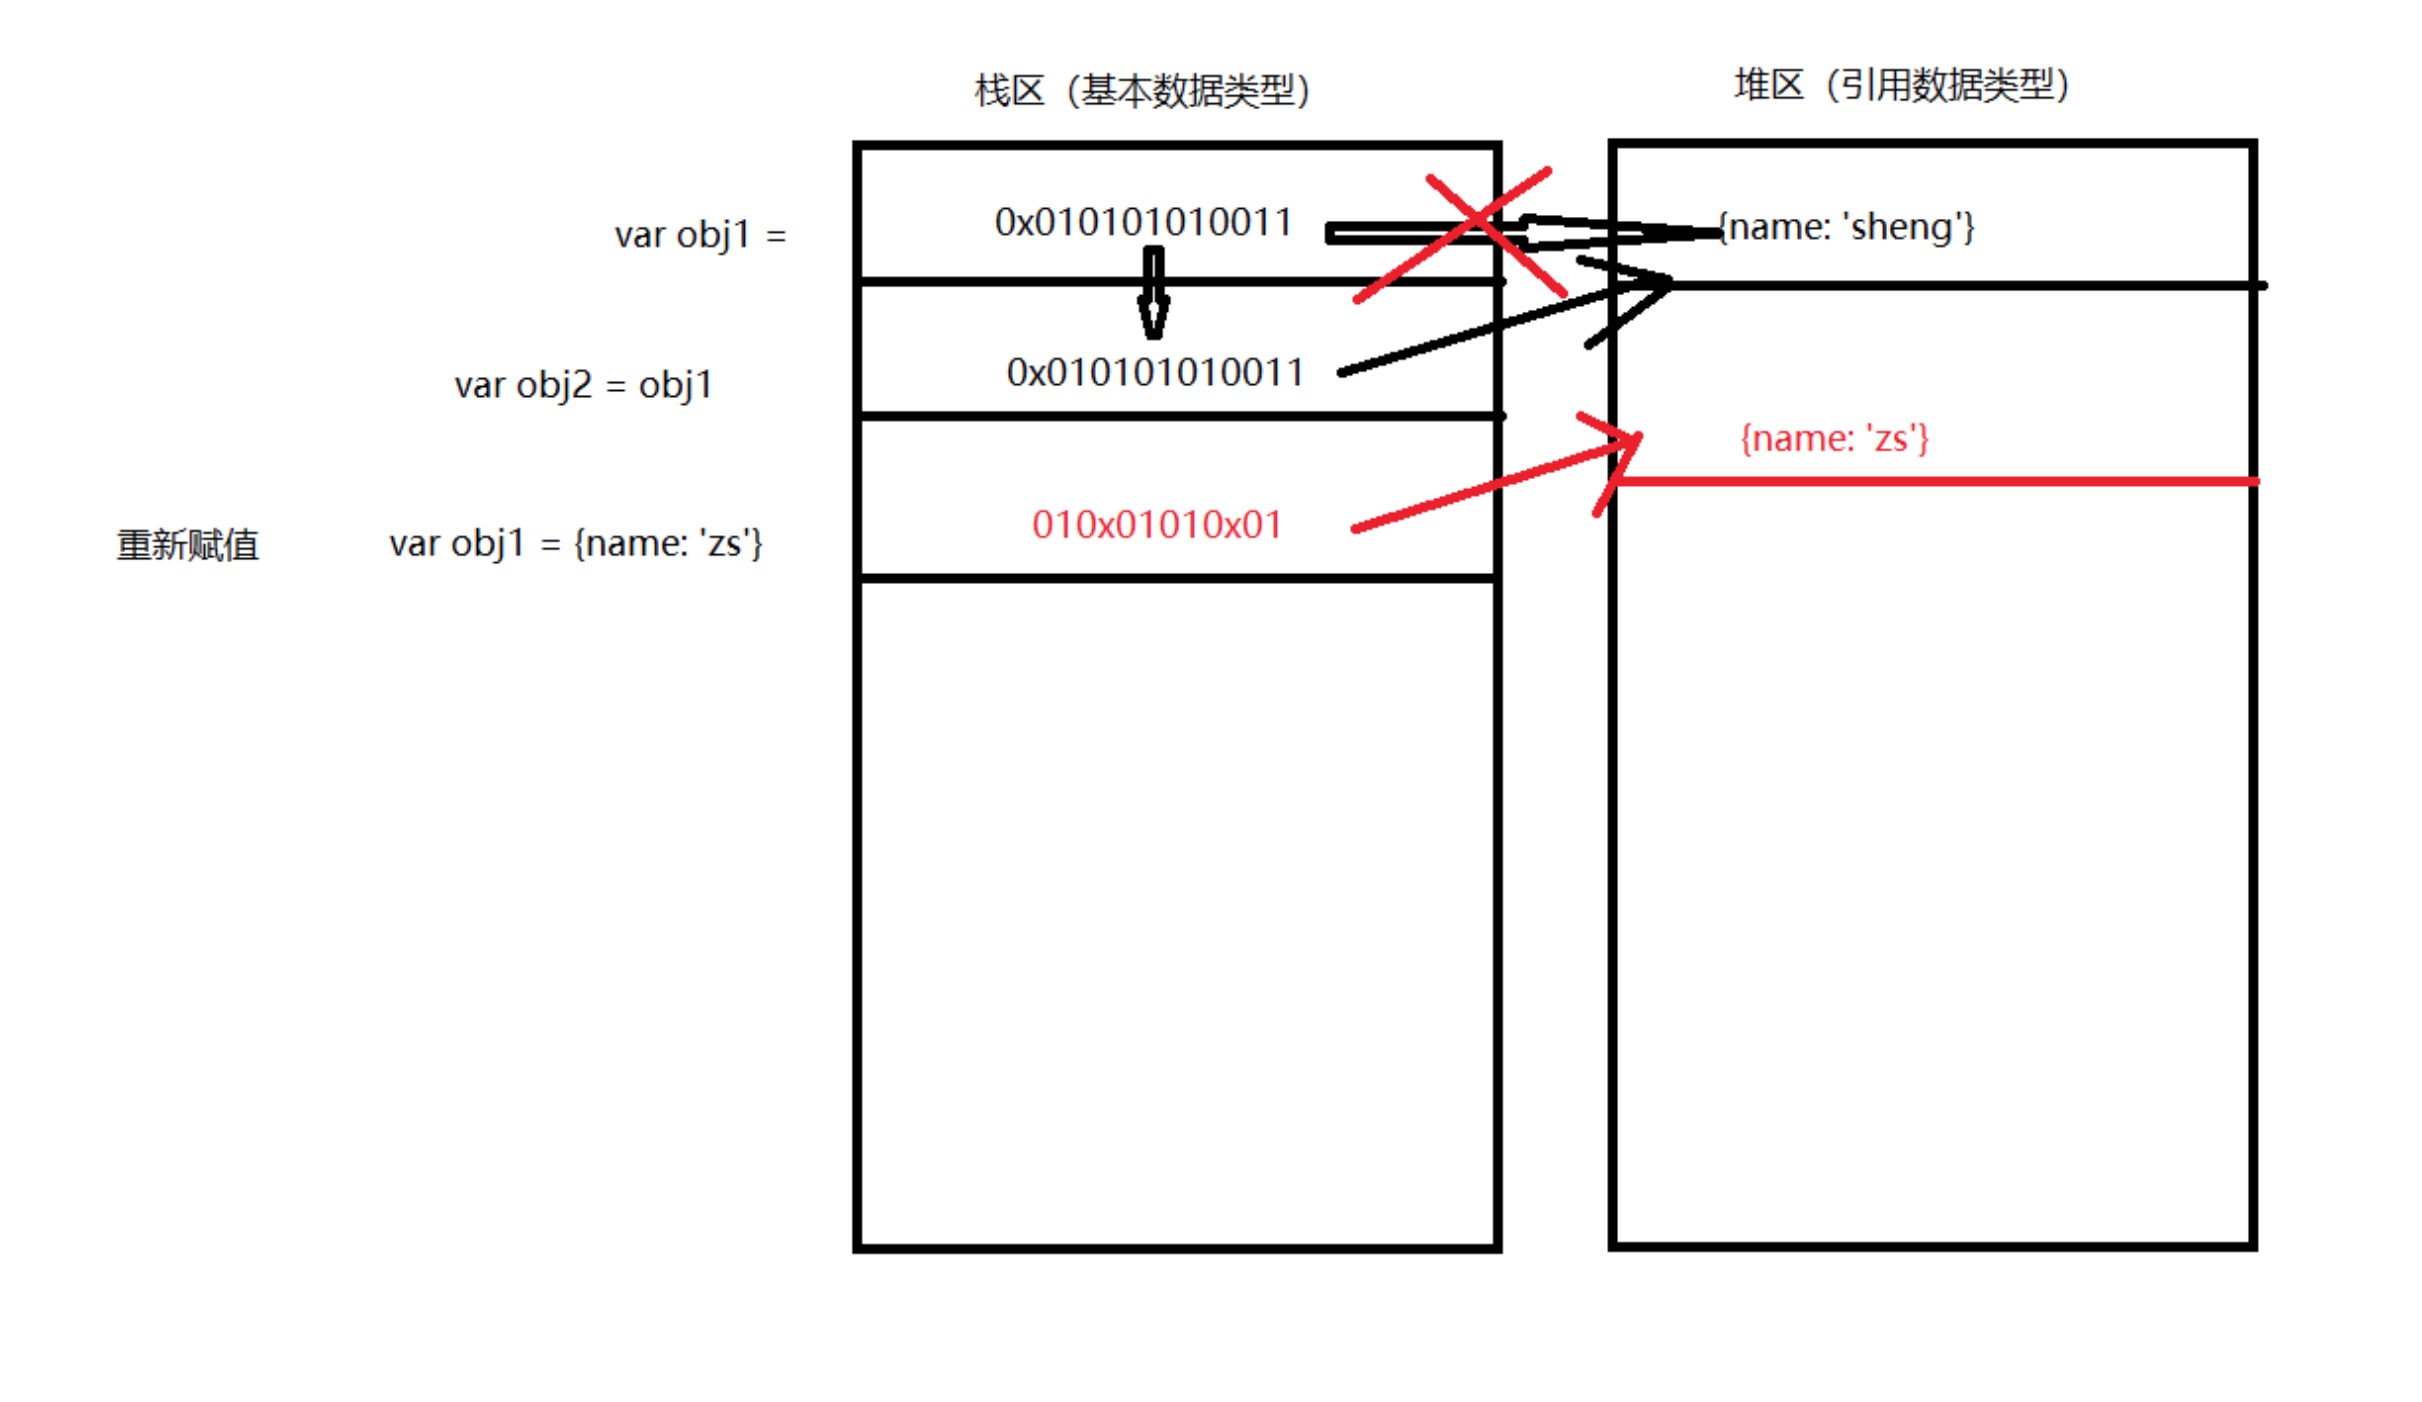 栈区（基本数据类型）
堆区（引用数据类型）
var obj1 =
0x010101010011
{name: 'sheng'}
var obj2 = obj1
0x010101010011
{name: 'zs'}
重新赋值
var obj1 = {name: 'zs'}
010x01010x01